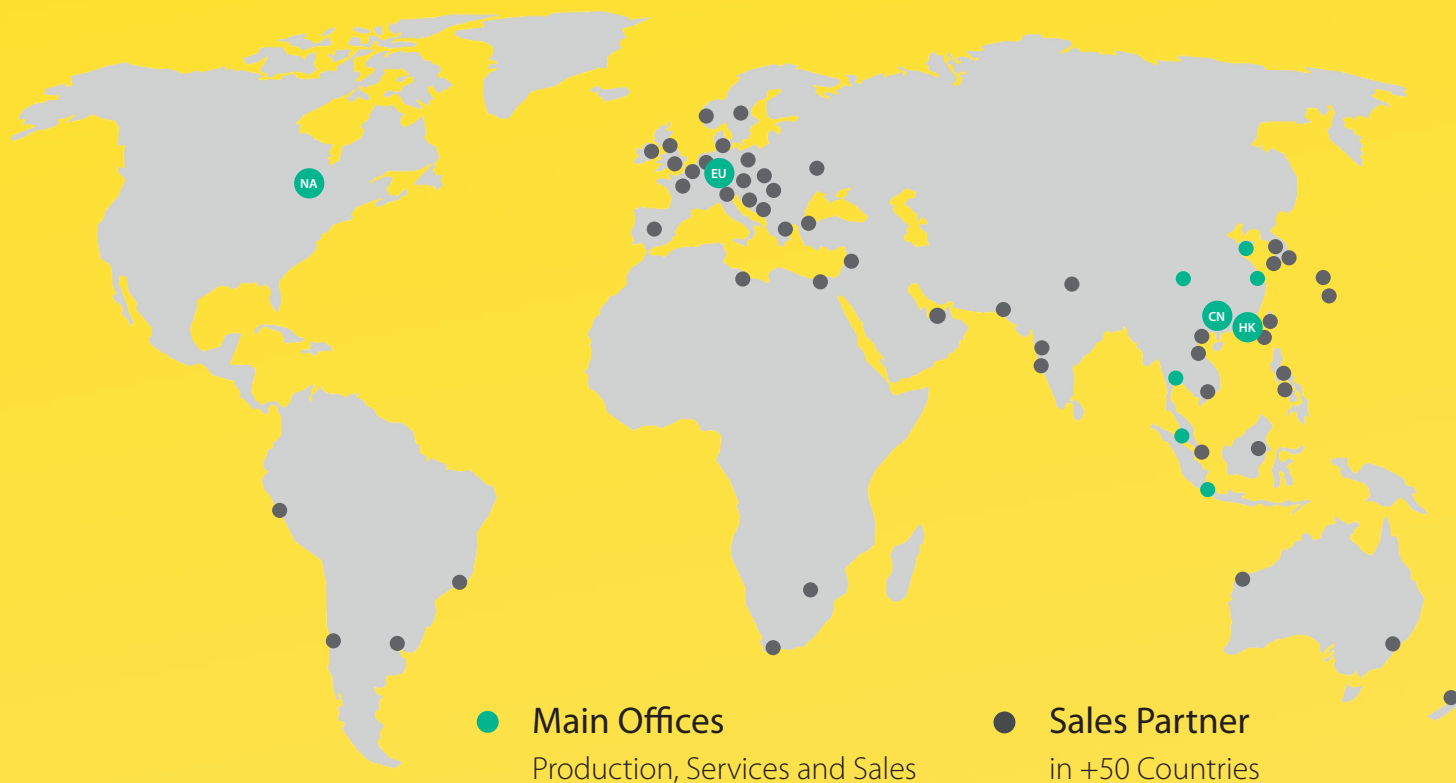 NA
EU
CN
HK
Main Offices
Production, Services and Sales
Sales Partner
in +50 Countries